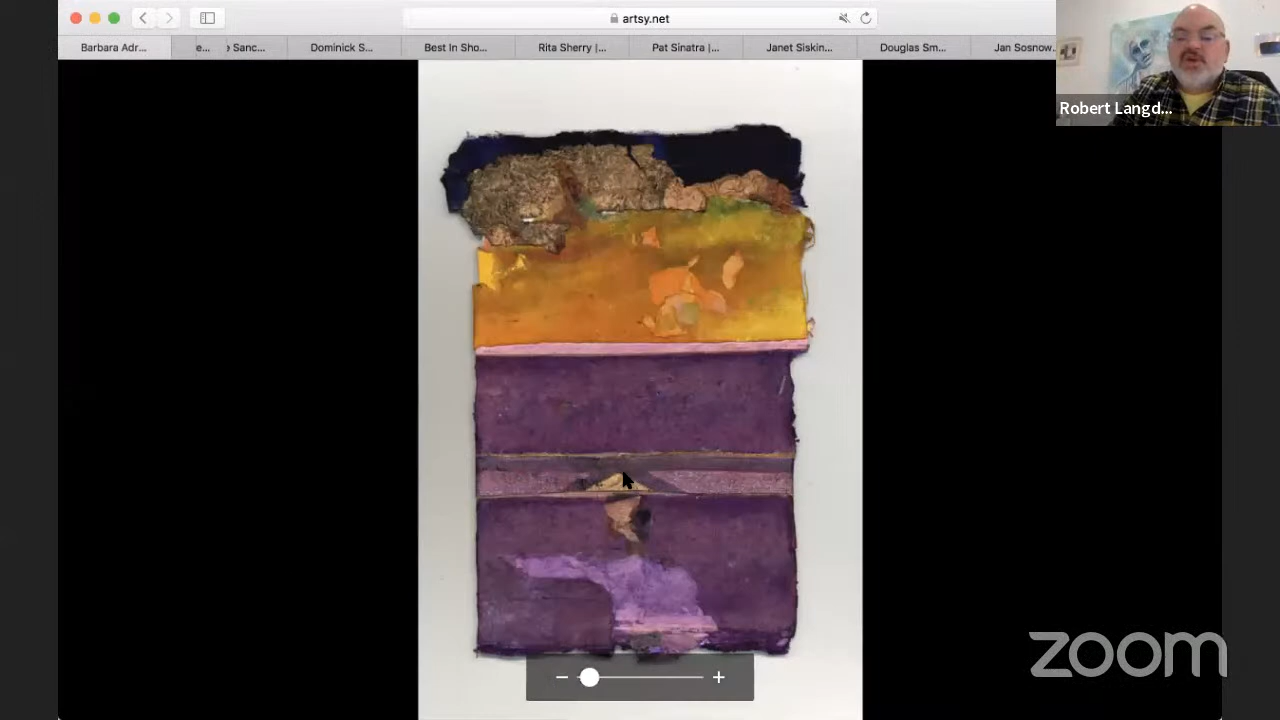 artsy.net
Barbara Adr...
e...
Sanc...
Dominick S...
Best In Sho...
Rita Sherry |...
Pat Sinatra |...
Janet Siskin...
Douglas Sm...
Jan Sosnow...
Robert Langd...
zoom